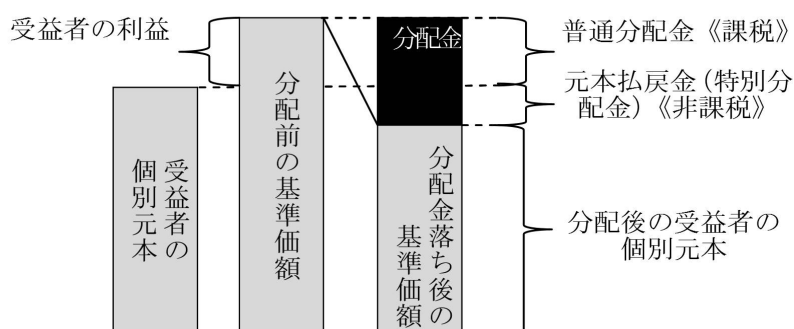 受益者の利益
分配金
普通分配金《課税》
元本払戻金(特別分
配金)《非課税》
受益者の
個別元本
分配前の基準価額
分配金落ち後の
基準価額
分配後の受益者の
個別元本